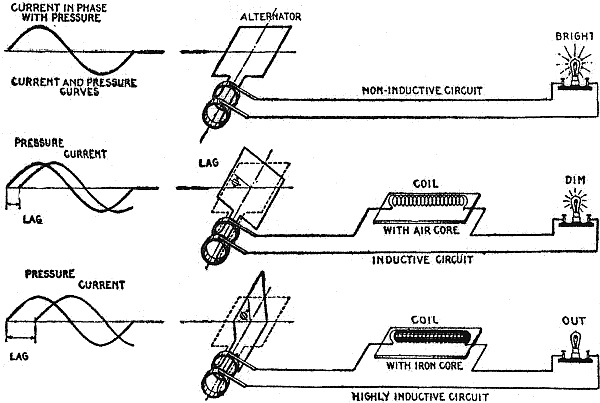 CURRENT IN PHASE
WITH PRESSURE
CURRENT AND PRESSURE
CURVES
ALTERNATOR
NON-INDUCTIVE CIRCUIT
BRIGHT
PRESSURE
CURRENT
LAG
LAG
Φ
COIL
WITH AIR CORE
INDUCTIVE CIRCUIT
DIM
PRESSURE
CURRENT
LAG
Φ
COIL
WITH IRON CORE
HIGHLY INDUCTIVE CIRCUIT
OUT